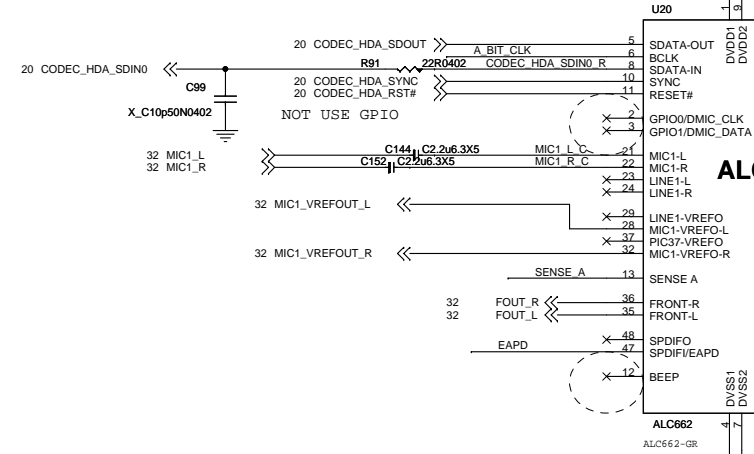 U20
1 9
DVDD1 DVDD2
20 CODEC_HDA_SDOUT 5 SDATA-OUT
A_BIT_CLK 6 BCLK
20 CODEC_HDA_SDIN0 R91 22R0402 CODEC_HDA_SDIN0_R 8 SDATA-IN
20 CODEC_HDA_SYNC 10 SYNC
20 CODEC_HDA_RST# 11 RESET#
C99
X_C10p50N0402
NOT USE GPIO
2 GPIO0/DMIC_CLK
3 GPIO1/DMIC_DATA
32 MIC1_L C144 C2.2u6.3X5 MIC1_L_C 21 MIC1-L
32 MIC1_R C152 C2.2u6.3X5 MIC1_R_C 22 MIC1-R
ALC
23 LINE1-L
24 LINE1-R
32 MIC1_VREFOUT_L
29 LINE1-VREFO
28 MIC1-VREFO-L
37 PIC37-VREFO
32 MIC1_VREFOUT_R 32 MIC1-VREFO-R
SENSE_A 13 SENSE A
32 FOUT_R 36 FRONT-R
32 FOUT_L 35 FRONT-L
48 SPDIFO
EAPD 47 SPDIFI/EAPD
12 BEEP
DVSS1 DVSS2
4 7
ALC662
ALC662-GR